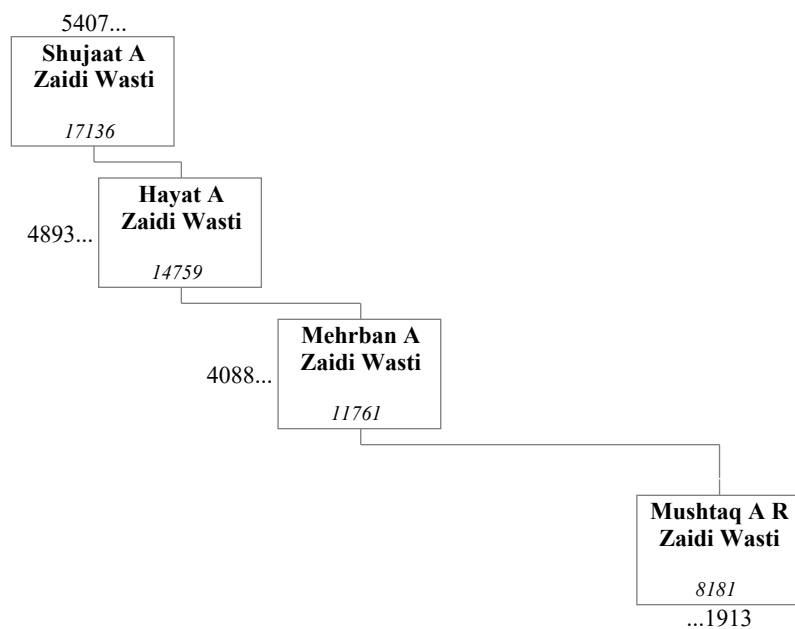 5407...
Shujaat A
Zaidi Wasti
17136
Hayat A
Zaidi Wasti
4893...
14759
Mehrban A
Zaidi Wasti
4088...
11761
Mushtaq A R
Zaidi Wasti
8181
...1913